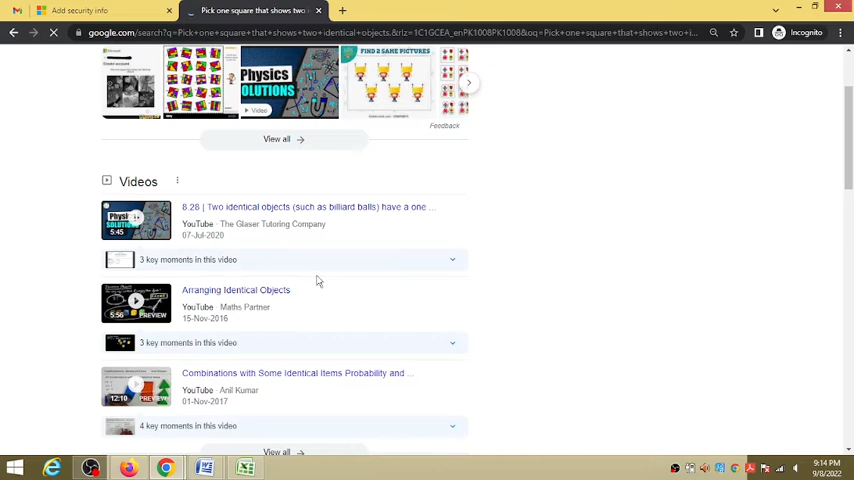 Add security info
Pick one square that shows two
google.com/search?q=Pick+one+square+that+shows+two+identical+objects.&rlz=1C1GCEA_enPK1008PK1008&q=Pick+one+square+that+shows+two+i...
Incognito
Create account
Physics
SOLUTIONS
Video
FIND 2 SAME PICTURES
Feedback
View all
Videos
8.28 | Two identical objects (such as billiard balls) have a one ...
YouTube · The Glaser Tutoring Company
5:45
07-Jul-2020
3 key moments in this video
Arranging Identical Objects
YouTube · Maths Partner
5:56 PREVIEW
15-Nov-2016
3 key moments in this video
Combinations with Some Identical Items Probability and ...
YouTube · Anil Kumar
12:10 PREVIEW
01-Nov-2017
4 key moments in this video
View all
9:14 PM
9/8/2022